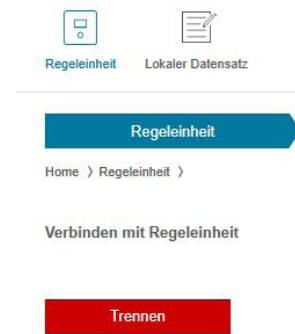 Regeleinheit Lokaler Datensatz
Regeleinheit
Home 〉 Regeleinheit 〉
Verbinden mit Regeleinheit
Trennen